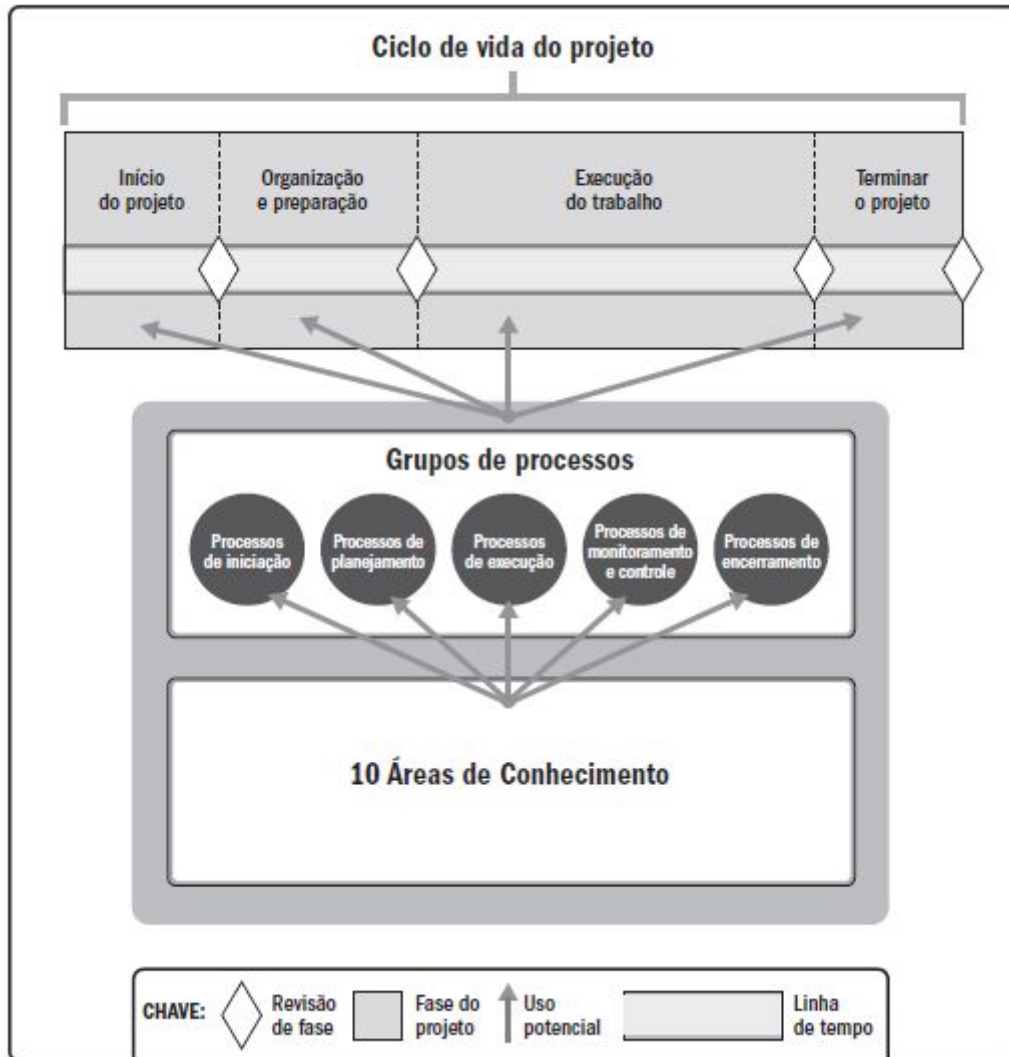 Ciclo de vida do projeto
Início
do projeto
Organização
e preparação
Execução
do trabalho
Terminar
o projeto
Grupos de processos
Processos
de iniciação
Processos de
planejamento
Processos
de execução
Processos de
monitoramento
e controle
Processos de
encerramento
10 Áreas de Conhecimento
CHAVE:
Revisão
de fase
Fase do
projeto
Uso
potencial
Linha
de tempo